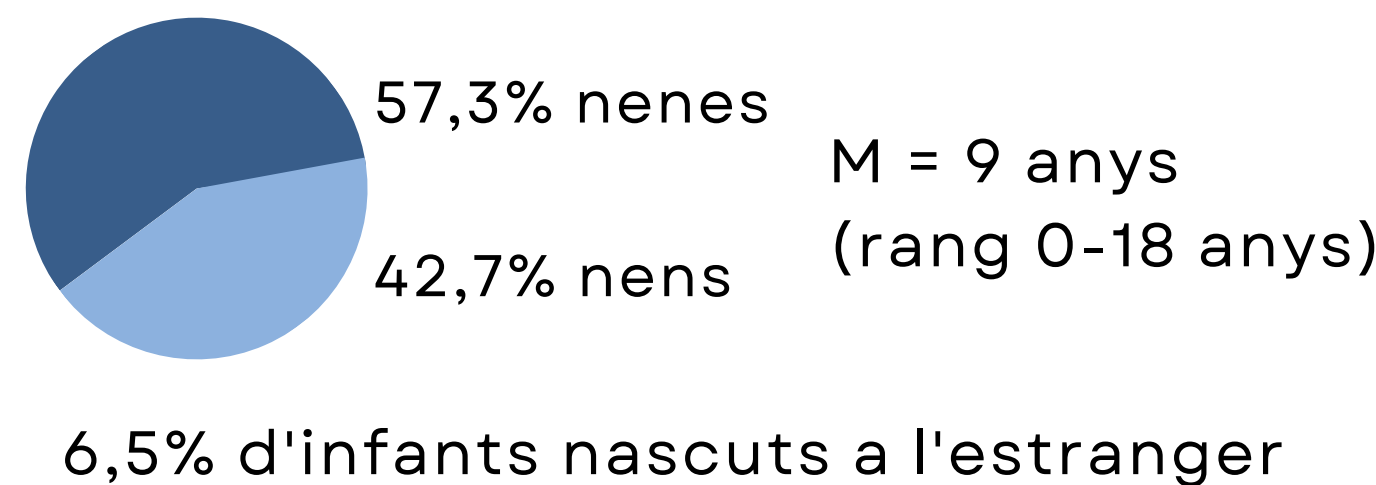 57,3% nenes
42,7% nens
M = 9 anys
(rang 0-18 anys)
6,5% d'infants nascuts a l'estranger